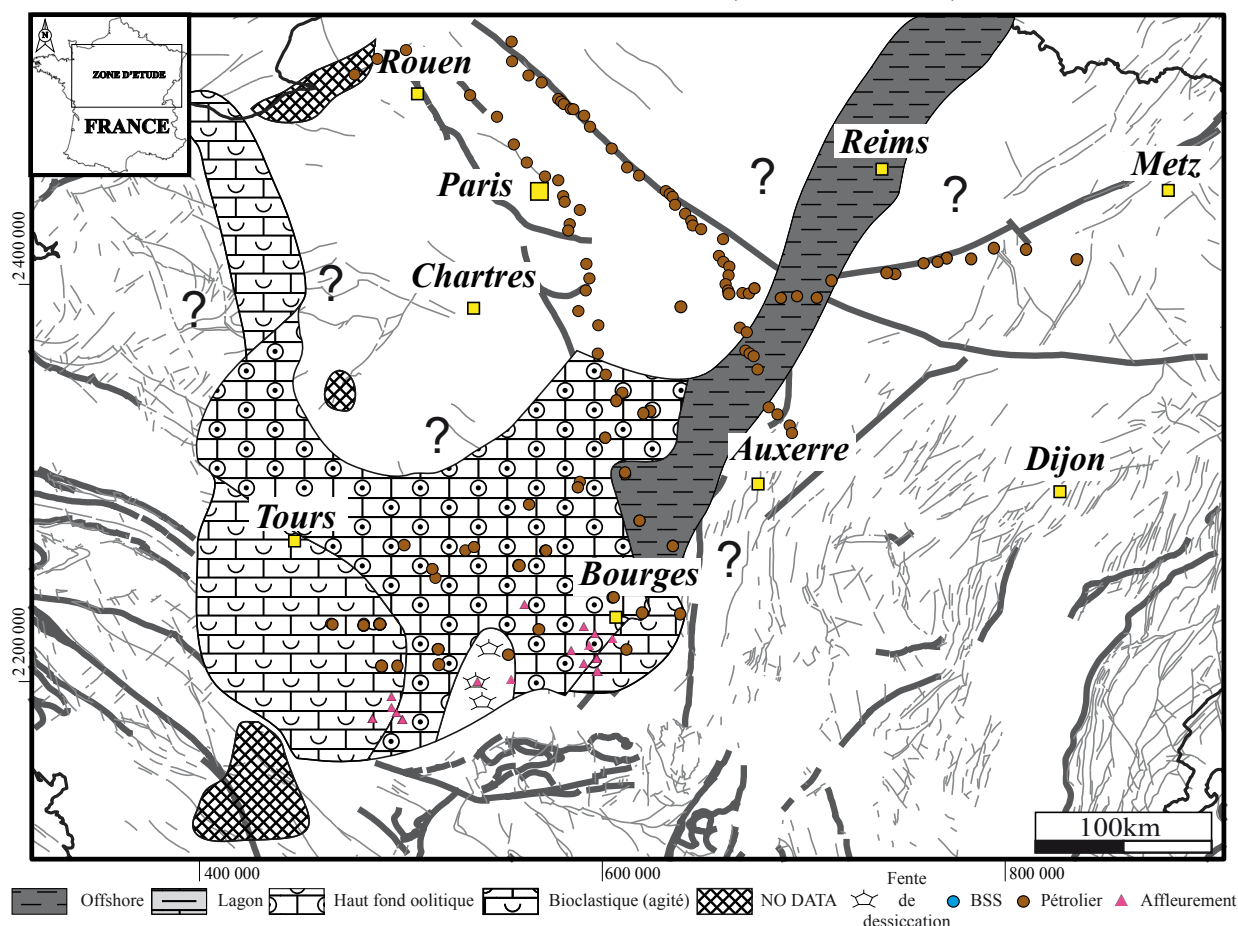 N
ZONE D'ETUDE
FRANCE
Rouen
Reims
Paris
Metz
?
?
Chartres
?
?
2 400 000
?
Auxerre
Dijon
Tours
?
Bourges
2 200 000
100km
400 000
600 000
800 000
Offshore
Lagon
Haut fond oolitique
Bioclastique (agité)
NO DATA
Fente
de
dessiccation
BSS
Pétrolier
Affleurement